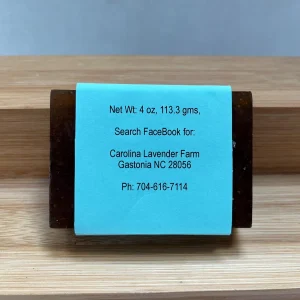 Net Wt: 4 oz, 113.3 gms,
Search FaceBook for:
Carolina Lavender Farm
Gastonia NC 28056
Ph: 704-616-7114